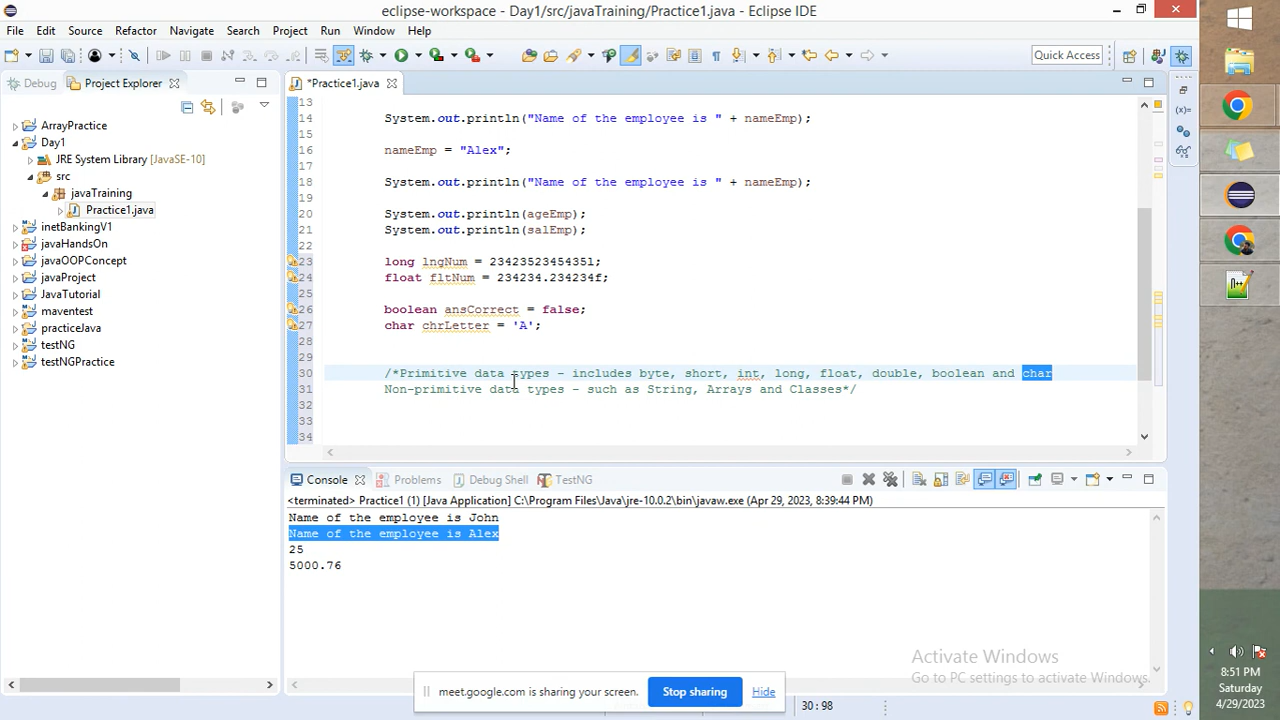 eclipse-workspace - Day1/src/javaTraining/Practice1.java - Eclipse IDE
File Edit Source Refactor Navigate Search Project Run Window Help
Quick Access
Debug Project Explorer
*Practice1.java
ArrayPractice
Day1
JRE System Library [JavaSE-10]
src
javaTraining
Practice1.java
inetBankingV1
javaHandsOn
javaOOPConcept
javaProject
JavaTutorial
maventest
practiceJava
testNG
testNGPractice
13
14 System.out.println("Name of the employee is " + nameEmp);
15
16 nameEmp = "Alex";
17
18 System.out.println("Name of the employee is " + nameEmp);
19
20 System.out.println(ageEmp);
21 System.out.println(salEmp);
22
23 long lngNum = 23423523454351;
24 float fltNum = 234234.234234f;
25
26 boolean ansCorrect = false;
27 char chrLetter = 'A';
28
29
30 /*Primitive data types - includes byte, short, int, long, float, double, boolean and char
31 Non-primitive data types - such as String, Arrays and Classes*/
32
33
34
Console Problems Debug Shell TestNG
<terminated> Practice1 (1) [Java Application] C:\Program Files\Java\jre-10.0.2\bin\javaw.exe (Apr 29, 2023, 8:39:44 PM)
Name of the employee is John
Name of the employee is Alex
25
5000.76
Activate Windows
Go to PC settings to activate Windows.
meet.google.com is sharing your screen. Stop sharing Hide
30 : 98
8:51 PM
Saturday
4/29/2023